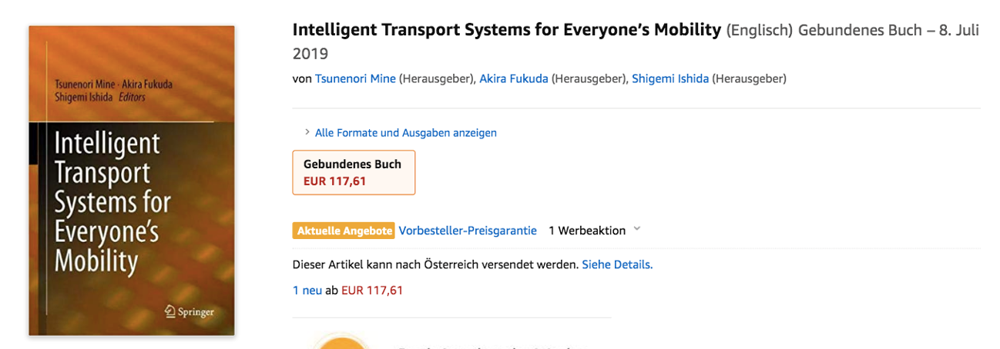 Tsunenori Mine · Akira Fukuda
Shigemi Ishida Editors
Intelligent
Transport
Systems for
Everyone's
Mobility
Springer
Intelligent Transport Systems for Everyone's Mobility (Englisch) Gebundenes Buch – 8. Juli
2019
von Tsunenori Mine (Herausgeber), Akira Fukuda (Herausgeber), Shigemi Ishida (Herausgeber)
Alle Formate und Ausgaben anzeigen
Gebundenes Buch
EUR 117,61
Aktuelle Angebote Vorbesteller-Preisgarantie 1 Werbeaktion
Dieser Artikel kann nach Österreich versendet werden. Siehe Details.
1 neu ab EUR 117,61